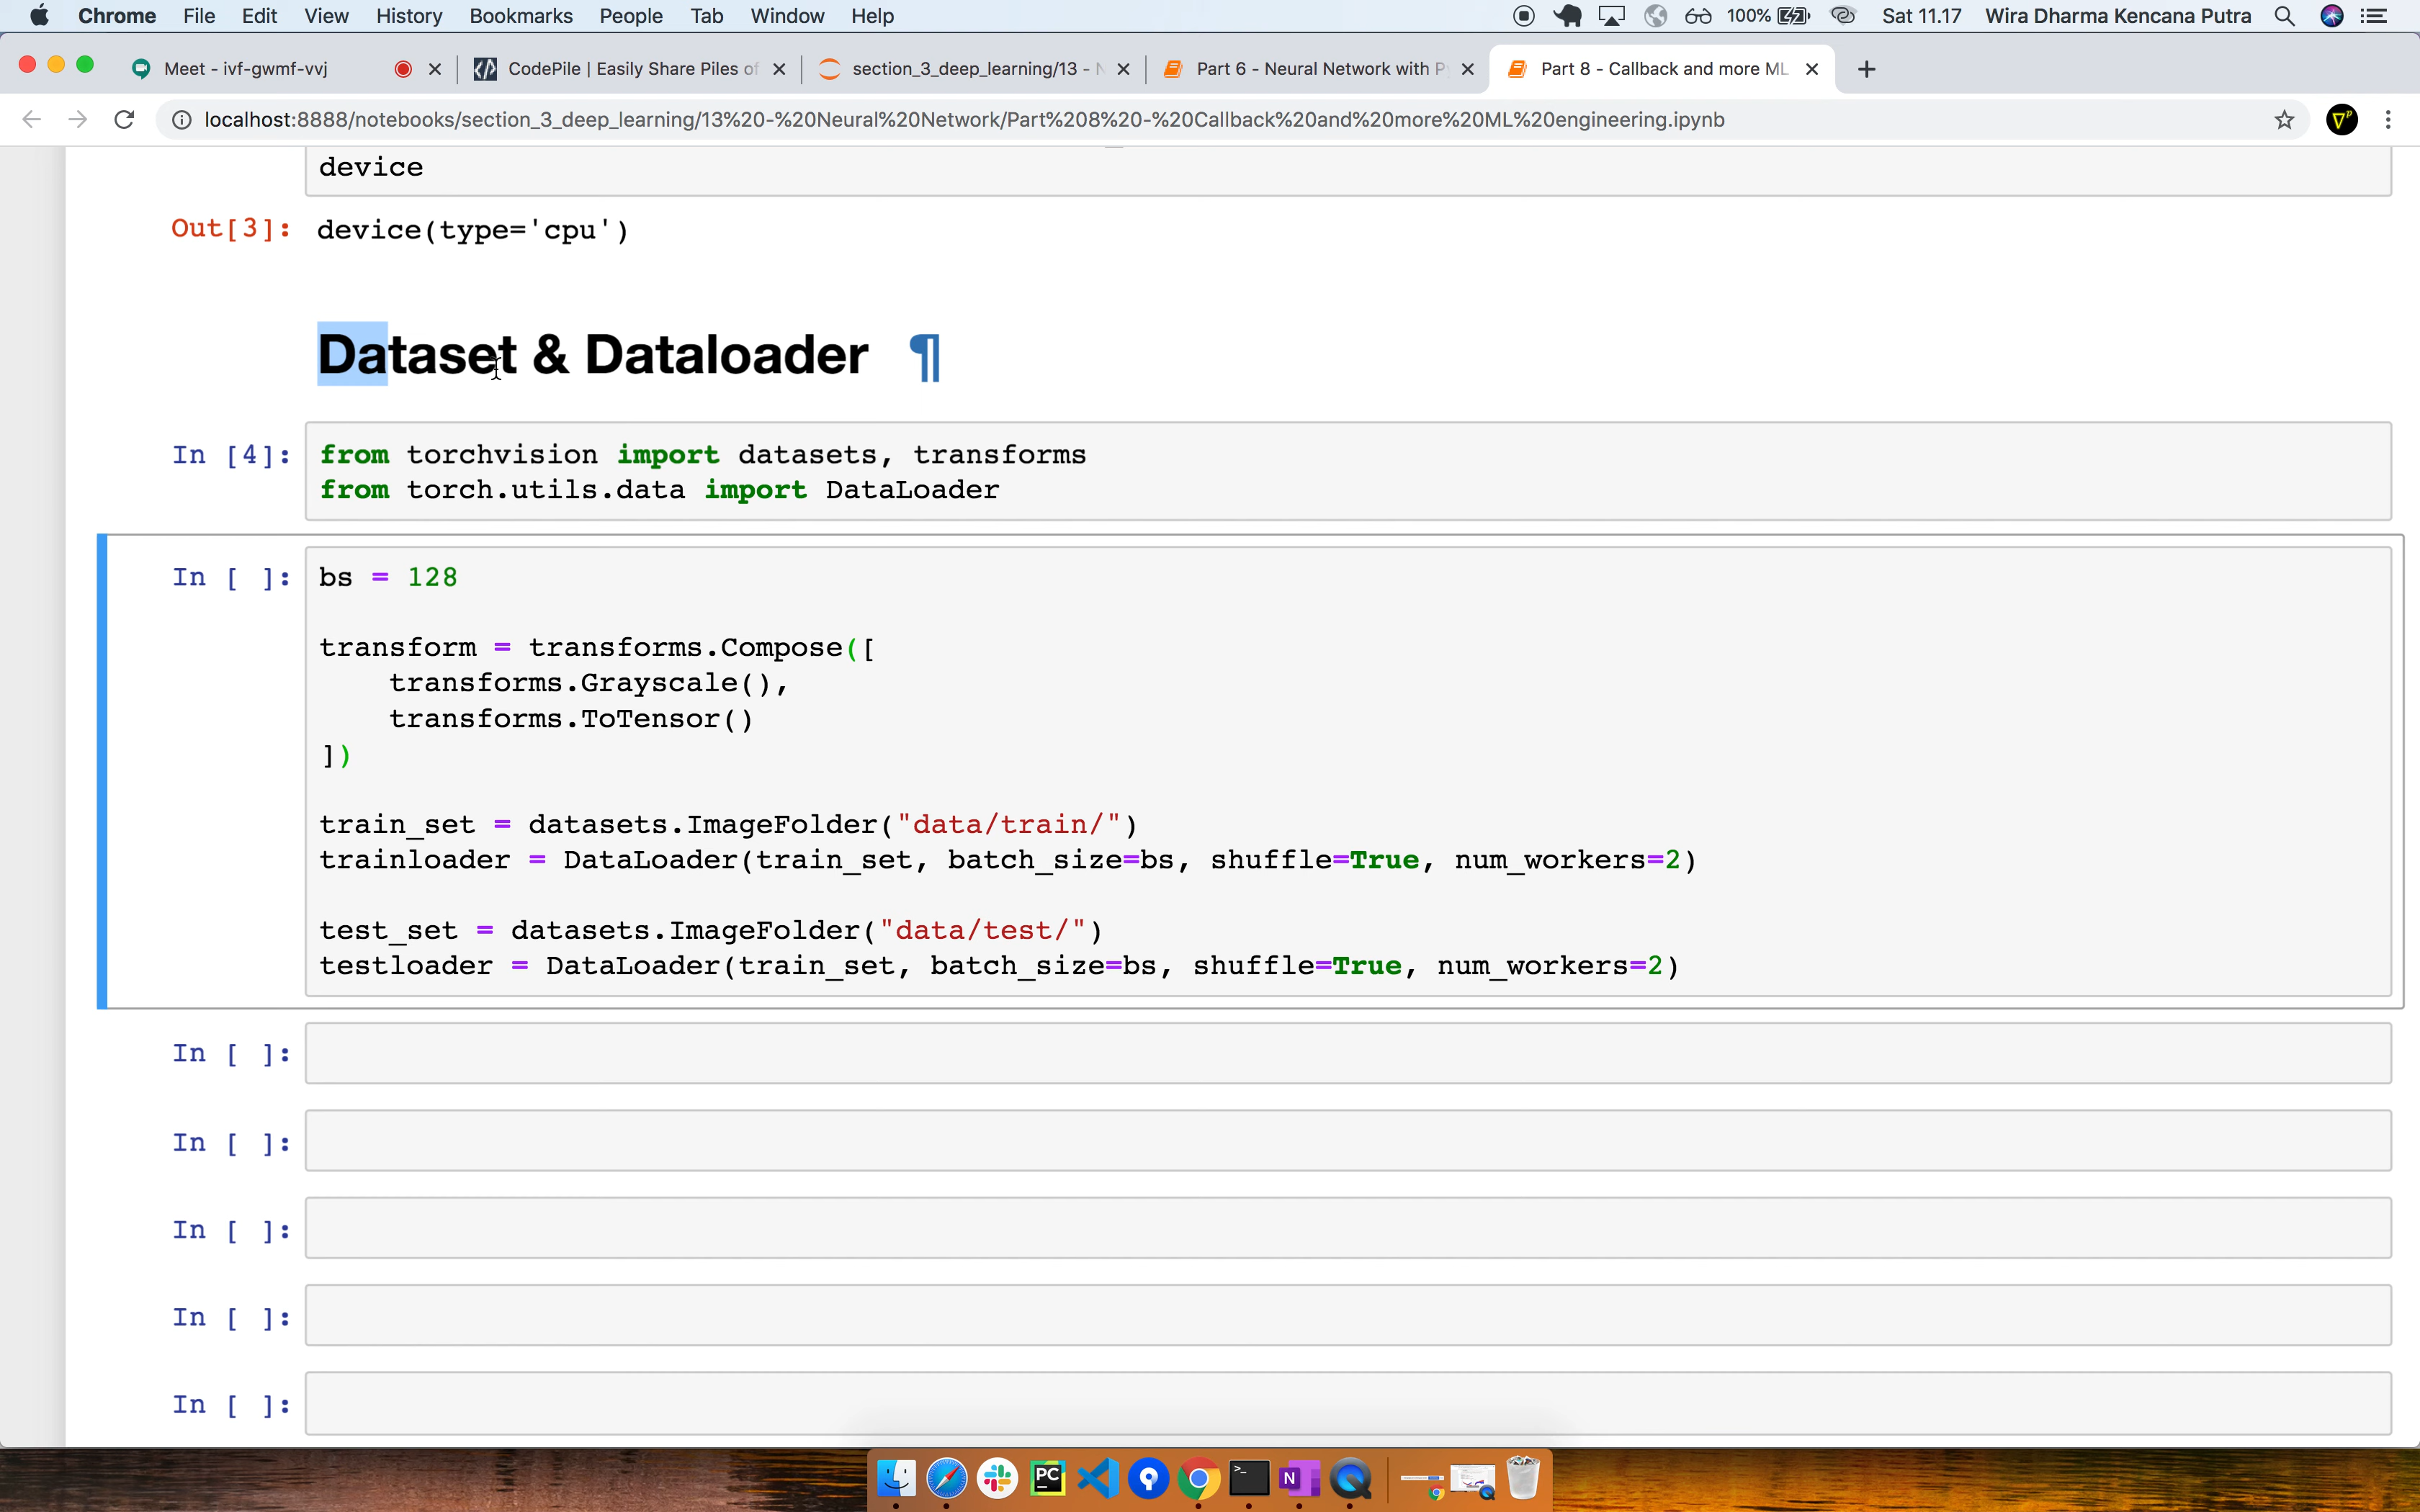 Chrome File Edit View History Bookmarks People Tab Window Help 100% Sat 11.17 Wira Dharma Kencana Putra
Meet - ivf-gwmf-vvj CodePile | Easily Share Piles of section_3_deep_learning/13 - N Part 6 - Neural Network with Py Part 8 - Callback and more ML
localhost:8888/notebooks/section_3_deep_learning/13%20-%20Neural%20Network/Part%208%20-%20Callback%20and%20more%20ML%20engineering.ipynb
device
Out[3]: device(type='cpu')
Dataset & Dataloader ¶
In [4]: from torchvision import datasets, transforms
from torch.utils.data import DataLoader
In [ ]: bs = 128
transform = transforms.Compose([
transforms.Grayscale(),
transforms.ToTensor()
])
train_set = datasets.ImageFolder("data/train/")
trainloader = DataLoader(train_set, batch_size=bs, shuffle=True, num_workers=2)
test_set = datasets.ImageFolder("data/test/")
testloader = DataLoader(train_set, batch_size=bs, shuffle=True, num_workers=2)
In [ ]:
In [ ]:
In [ ]:
In [ ]:
In [ ]: